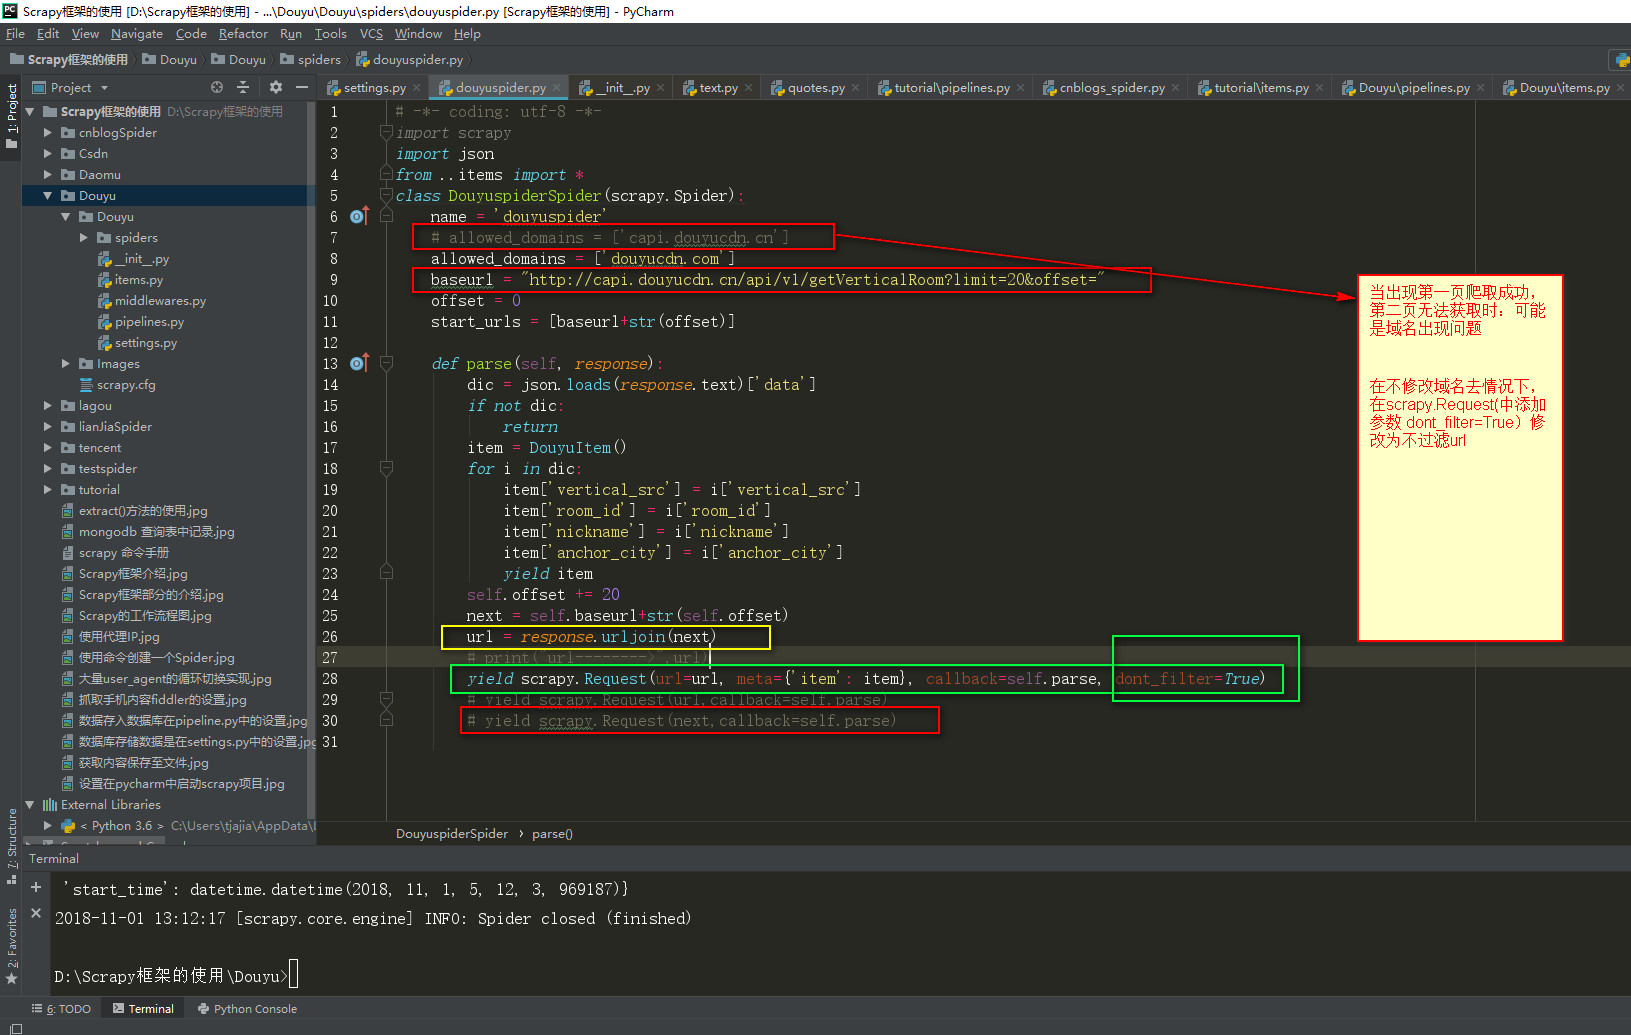 Scrapy框架的使用 [D:\Scrapy框架的使用] - ...\Douyu\Douyu\spiders\douyuspider.py [Scrapy框架的使用] - PyCharm
File Edit View Navigate Code Refactor Run Tools VCS Window Help
Scrapy框架的使用 Douyu Douyu spiders douyuspider.py
Project
settings.py douyuspider.py __init__.py text.py quotes.py tutorial\pipelines.py cnblogs_spider.py tutorial\items.py Douyu\pipelines.py Douyu\items.py
1: Project
Scrapy框架的使用 D:\Scrapy框架的使用
cnblogSpider
Csdn
Daomu
Douyu
Douyu
spiders
__init__.py
items.py
middlewares.py
pipelines.py
settings.py
Images
scrapy.cfg
lagou
lianJiaSpider
tencent
testspider
tutorial
extract()方法的使用.jpg
mongodb 查询表中记录.jpg
scrapy 命令手册
Scrapy框架介绍.jpg
Scrapy框架部分的介绍.jpg
Scrapy的工作流程图.jpg
使用代理IP.jpg
使用命令创建一个Spider.jpg
大量user_agent的循环切换实现.jpg
抓取手机内容fiddler的设置.jpg
数据存入数据库在pipeline.py中的设置.jpg
数据库存储数据是在settings.py中的设置.jpg
获取内容保存至文件.jpg
设置在pycharm中启动scrapy项目.jpg
External Libraries
< Python 3.6 > C:\Users\tjajia\AppData\
1 # -*- coding: utf-8 -*-
2 import scrapy
3 import json
4 from ..items import *
5 class DouyuspiderSpider(scrapy.Spider):
6 name = 'douyuspider'
7 # allowed_domains = ['capi.douyucdn.cn']
8 allowed_domains = ['douyucdn.com']
9 baseurl = "http://capi.douyucdn.cn/api/v1/getVerticalRoom?limit=20&offset="
10 offset = 0
11 start_urls = [baseurl+str(offset)]
12
13 def parse(self, response):
14 dic = json.loads(response.text)['data']
15 if not dic:
16 return
17 item = DouyuItem()
18 for i in dic:
19 item['vertical_src'] = i['vertical_src']
20 item['room_id'] = i['room_id']
21 item['nickname'] = i['nickname']
22 item['anchor_city'] = i['anchor_city']
23 yield item
24 self.offset += 20
25 next = self.baseurl+str(self.offset)
26 url = response.urljoin(next)
27 # print("url-------->",url)
28 yield scrapy.Request(url=url, meta={'item': item}, callback=self.parse, dont_filter=True)
29 # yield scrapy.Request(url,callback=self.parse)
30 # yield scrapy.Request(next,callback=self.parse)
31
当出现第一页爬取成功，
第二页无法获取时：可能
是域名出现问题
在不修改域名去情况下，
在scrapy.Request(中添加
参数 dont_filter=True）修
改为不过滤url
DouyuspiderSpider › parse()
7: Structure
2: Favorites
Terminal
'start_time': datetime.datetime(2018, 11, 1, 5, 12, 3, 969187)}
2018-11-01 13:12:17 [scrapy.core.engine] INFO: Spider closed (finished)
D:\Scrapy框架的使用\Douyu>
6: TODO Terminal Python Console